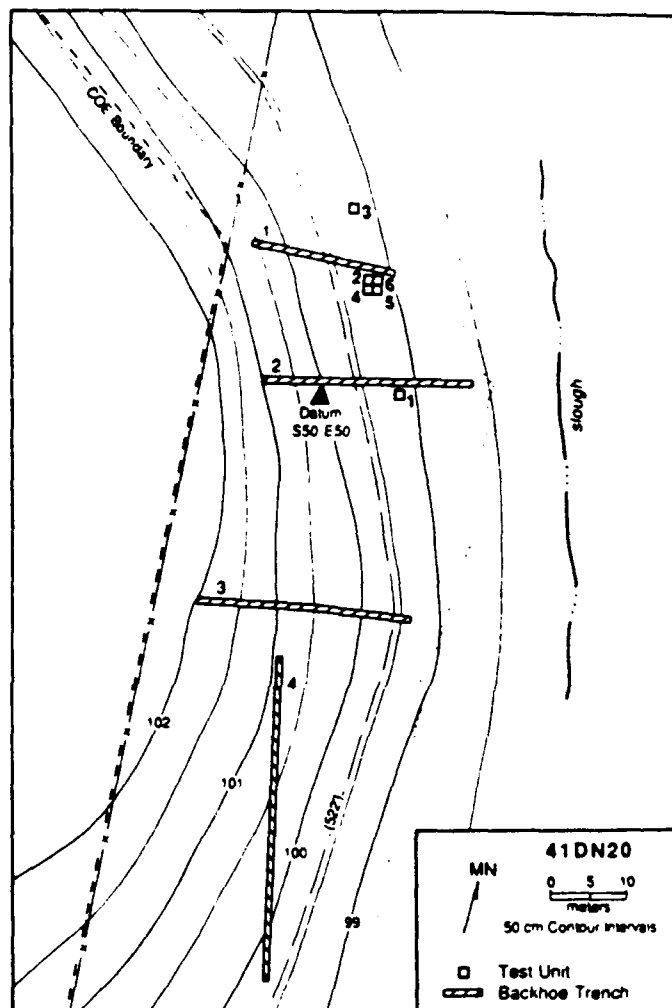 COE Boundary
3
1
2 6
4 5
2
1
Datum
S50 E50
slough
3
4
102
101
(522')
100
99
41DN20
MN
0 5 10
meters
50 cm Contour Intervals
Test Unit
Backhoe Trench